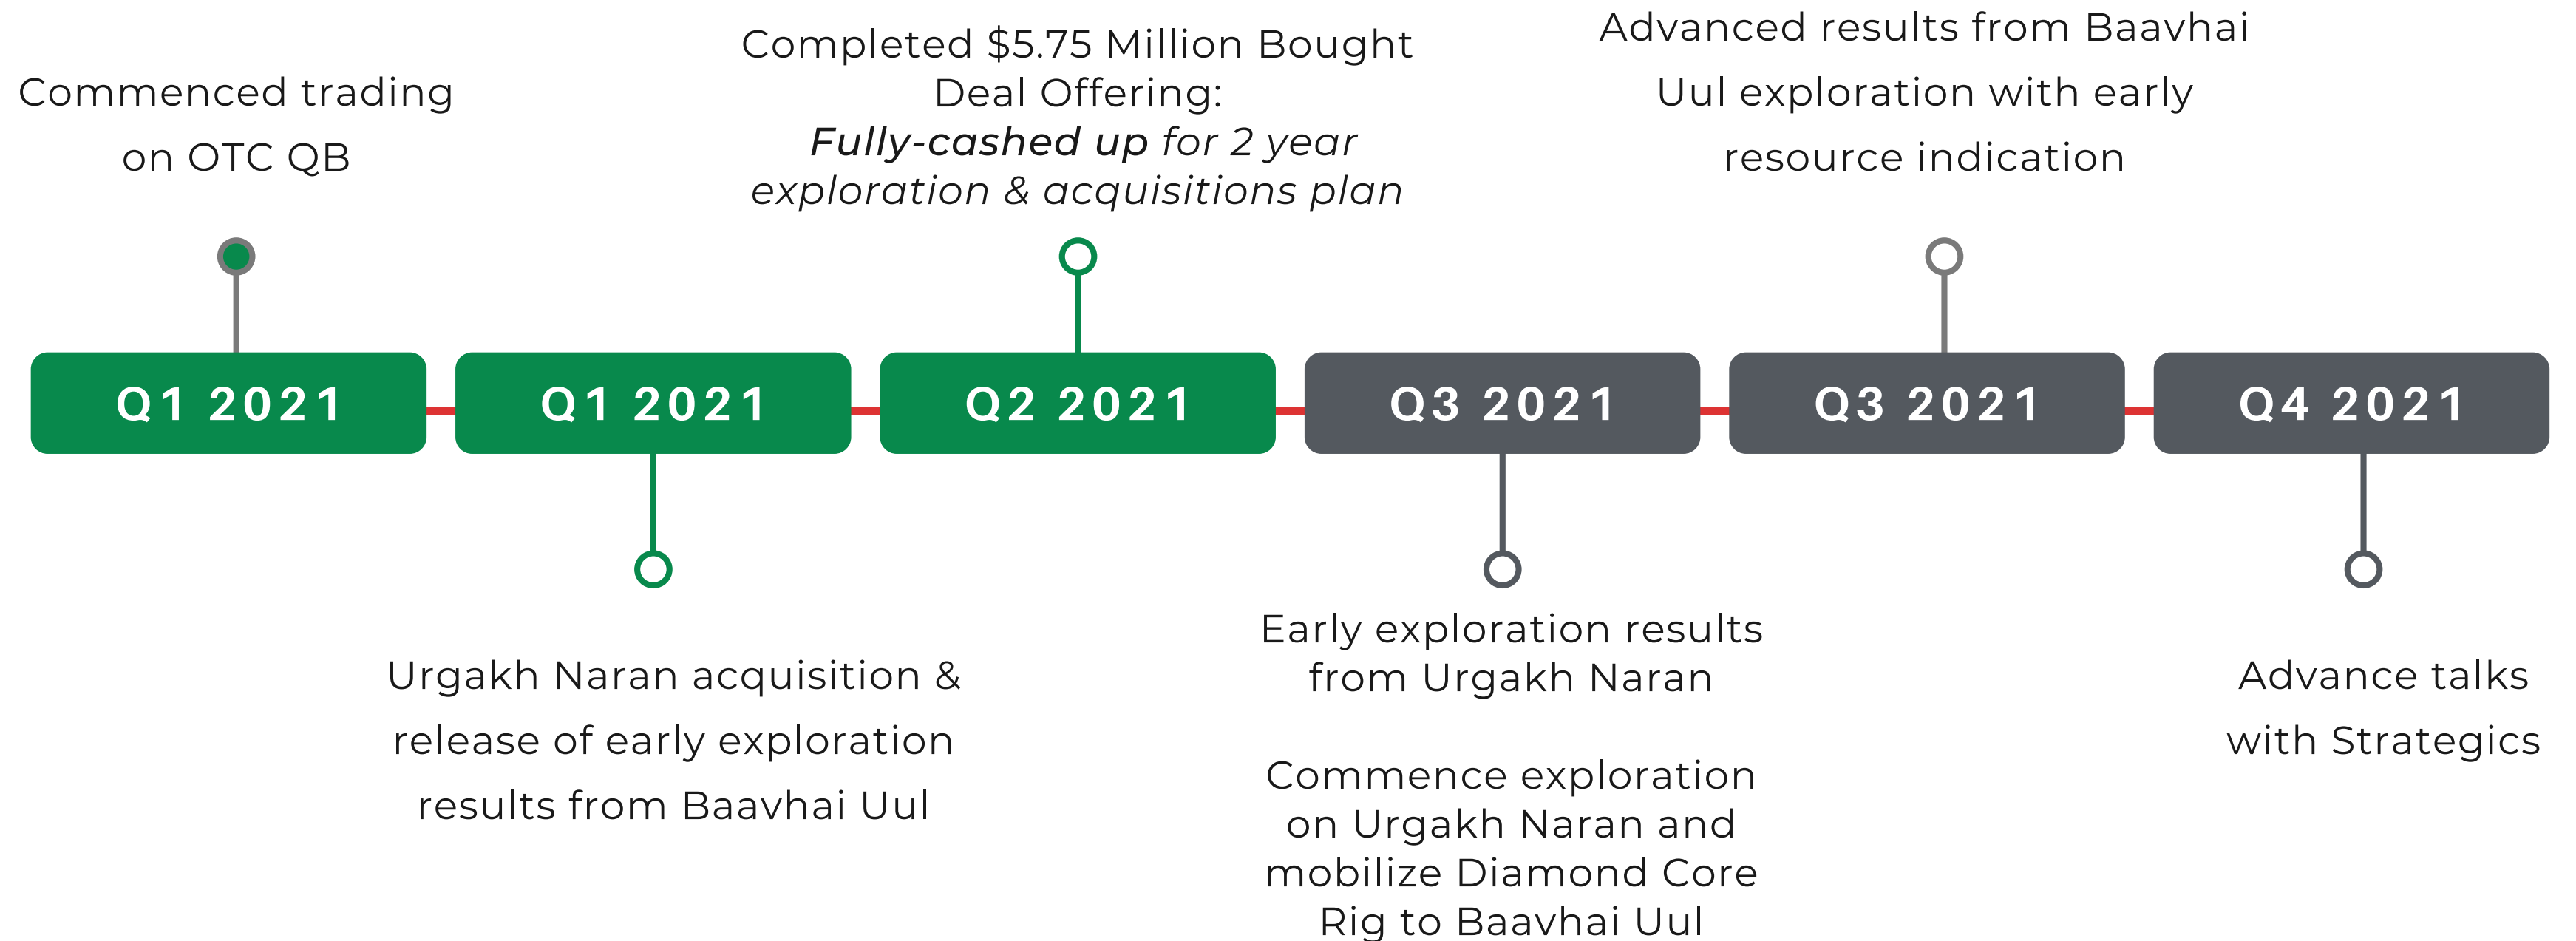 Commenced trading
on OTC QB
Completed $5.75 Million Bought
Deal Offering:
Fully-cashed up for 2 year
exploration & acquisitions plan
Advanced results from Baavhai
Uul exploration with early
resource indication
Q1 2021
Q1 2021
Q2 2021
Q3 2021
Q3 2021
Q4 2021
Urgakh Naran acquisition &
release of early exploration
results from Baavhai Uul
Early exploration results
from Urgakh Naran
Commence exploration
on Urgakh Naran and
mobilize Diamond Core
Rig to Baavhai Uul
Advance talks
with Strategics